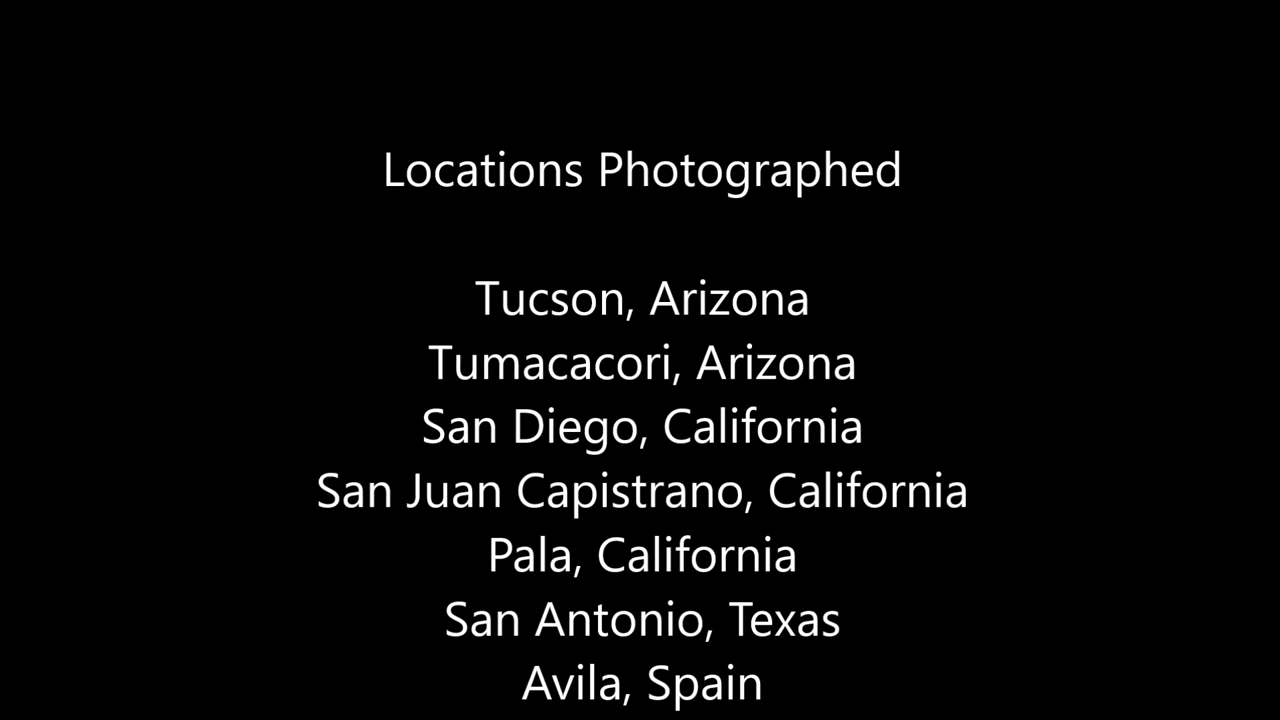 Locations Photographed
Tucson, Arizona
Tumacacori, Arizona
San Diego, California
San Juan Capistrano, California
Pala, California
San Antonio, Texas
Avila, Spain